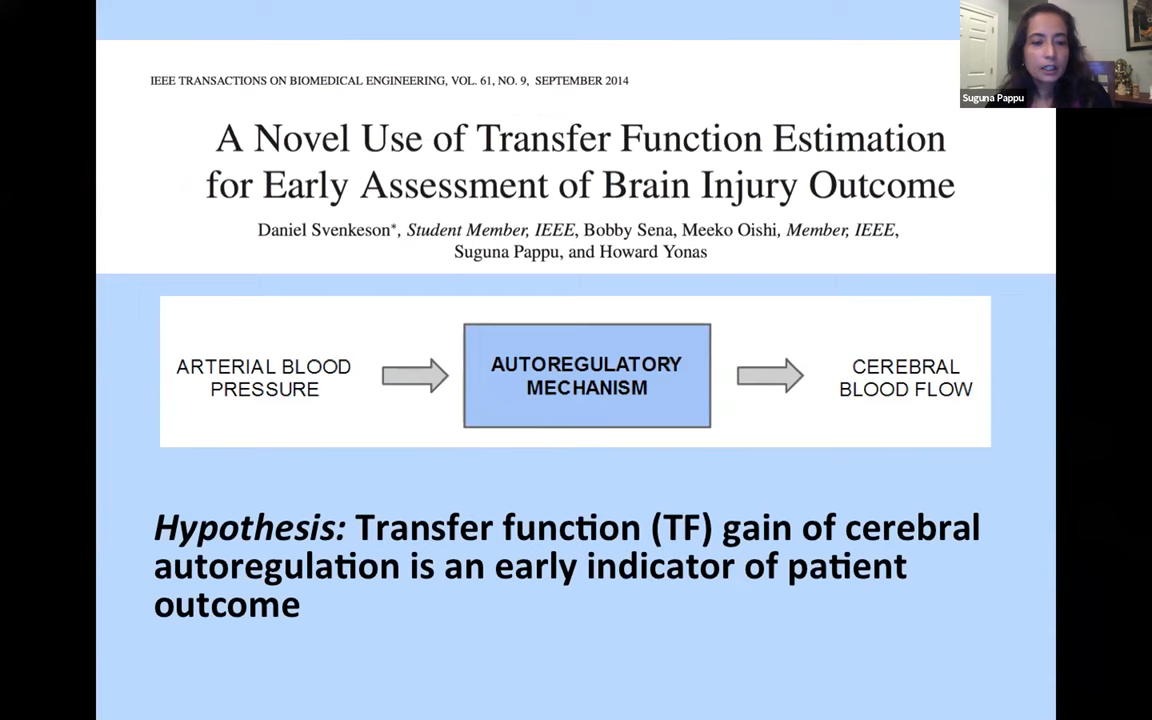 IEEE TRANSACTIONS ON BIOMEDICAL ENGINEERING, VOL. 61, NO. 9, SEPTEMBER 2014
Suguna Pappu
A Novel Use of Transfer Function Estimation
for Early Assessment of Brain Injury Outcome
Daniel Svenkeson*, Student Member, IEEE, Bobby Sena, Meeko Oishi, Member, IEEE,
Suguna Pappu, and Howard Yonas
ARTERIAL BLOOD
PRESSURE
AUTOREGULATORY
MECHANISM
CEREBRAL
BLOOD FLOW
Hypothesis: Transfer function (TF) gain of cerebral
autoregulation is an early indicator of patient
outcome